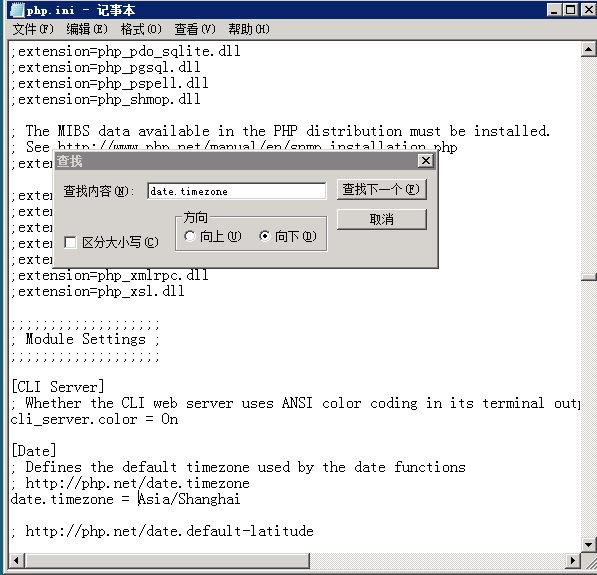 php.ini - 记事本
文件(F) 编辑(E) 格式(O) 查看(V) 帮助(H)
;extension=php_pdo_sqlite.dll
;extension=php_pgsql.dll
;extension=php_pspell.dll
;extension=php_shmop.dll
; The MIBS data available in the PHP distribution must be installed.
; See http://www.php.net/manual/en/snmp.installation.php
;exten
查找
查找内容(N):
date.timezone
查找下一个(F)
取消
方向
区分大小写(C)
向上(U)
向下(D)
;exten
;exten
;exten
;exten
;exten
;extension=php_xmlrpc.dll
;extension=php_xsl.dll
;;;;;;;;;;;;;;;;;;;
; Module Settings ;
;;;;;;;;;;;;;;;;;;;
[CLI Server]
; Whether the CLI web server uses ANSI color coding in its terminal outp
cli_server.color = On
[Date]
; Defines the default timezone used by the date functions
; http://php.net/date.timezone
date.timezone = Asia/Shanghai
; http://php.net/date.default-latitude